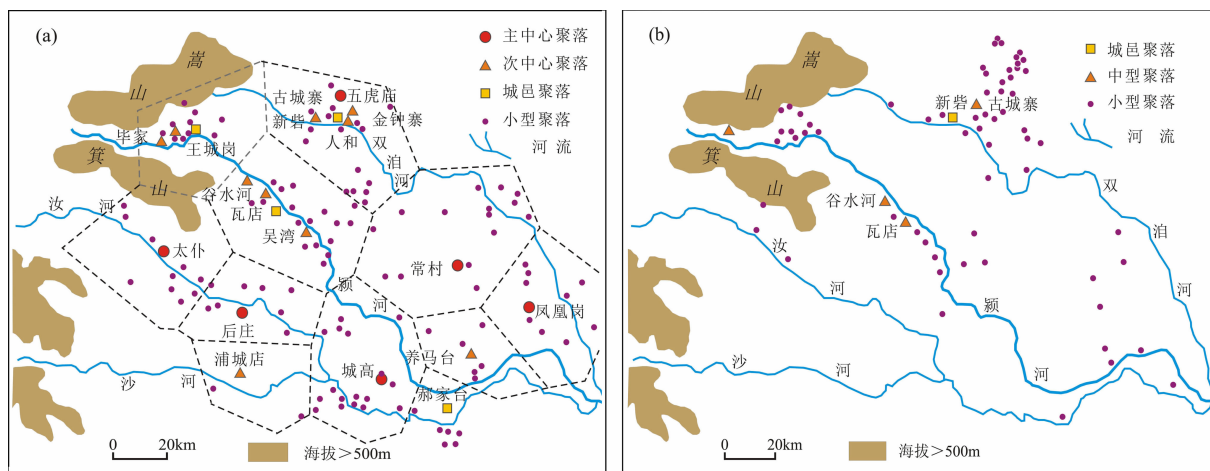 (a)
嵩
山
主中心聚落
次中心聚落
城邑聚落
小型聚落
河流
古城寨
五虎庙
新砦
金钟寨
人和
双
洎
河
毕家
王城岗
箕
山
谷水河
瓦店
吴湾
汝
河
太仆
常村
颍
河
凤凰岗
后庄
蒲城店
养马台
城高
郝家台
沙
河
0 20km
海拔>500m
(b)
嵩
山
城邑聚落
中型聚落
小型聚落
河流
新砦
古城寨
箕
山
谷水河
瓦店
双
洎
河
汝
河
颍
河
沙
河
0 20km
海拔>500m